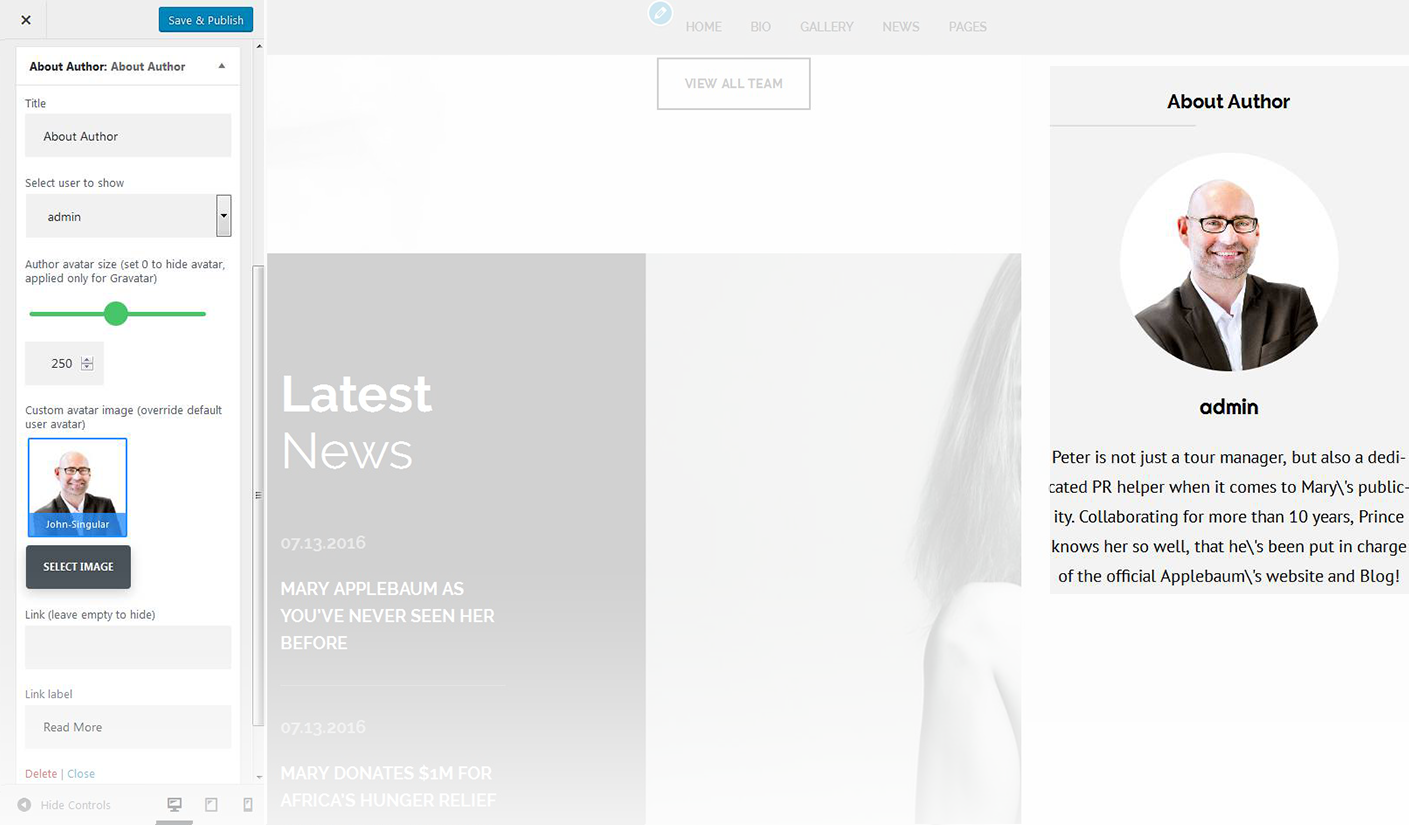 Save & Publish
About Author: About Author
Title
About Author
Select user to show
admin
Author avatar size (set 0 to hide avatar,
applied only for Gravatar)
250
Custom avatar image (override default
user avatar)
John-Singular
SELECT IMAGE
Link (leave empty to hide)
Link label
Read More
Delete | Close
Hide Controls
HOME BIO GALLERY NEWS PAGES
VIEW ALL TEAM
Latest
News
07.13.2016
MARY APPLEBAUM AS
YOU'VE NEVER SEEN HER
BEFORE
07.13.2016
MARY DONATES $1M FOR
AFRICA'S HUNGER RELIEF
About Author
admin
Peter is not just a tour manager, but also a dedi-
cated PR helper when it comes to Mary\'s public-
ity. Collaborating for more than 10 years, Prince
knows her so well, that he\'s been put in charge
of the official Applebaum\'s website and Blog!